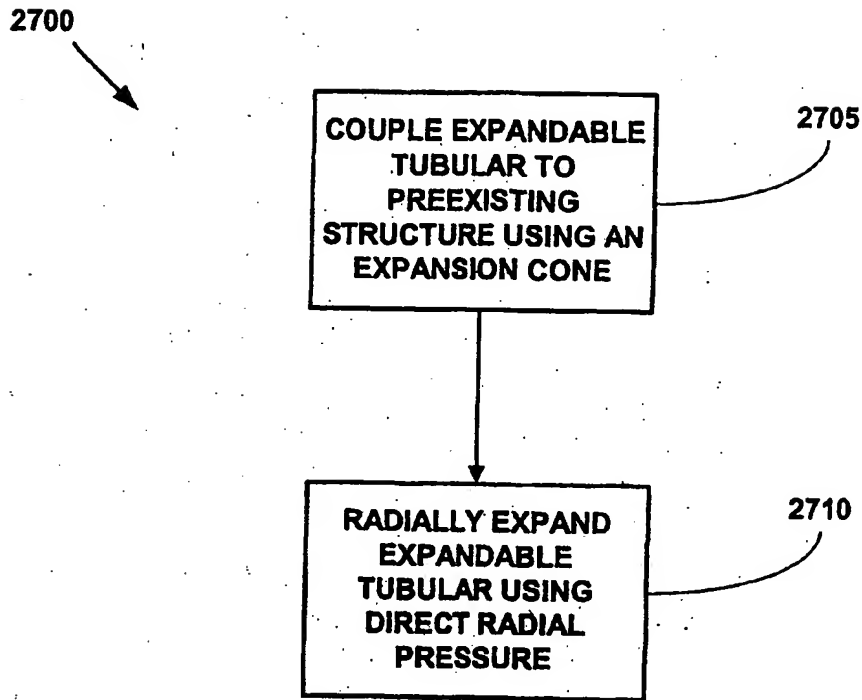 2700
COUPLE EXPANDABLE
TUBULAR TO
PREEXISTING
STRUCTURE USING AN
EXPANSION CONE
2705
RADIALLY EXPAND
EXPANDABLE
TUBULAR USING
DIRECT RADIAL
PRESSURE
2710